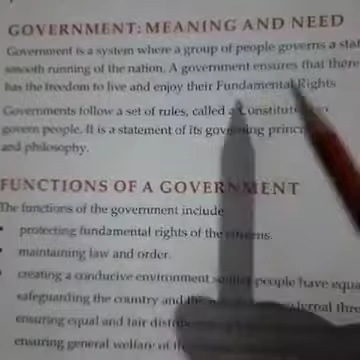 GOVERNMENT: MEANING AND NEED
Government is a system where a group of people governs a
smooth running of the nation. A government ensures that
has the freedom to live and enjoy their Fundamental Rights
Governments follow a set of rules, called a
govern people. It is a statement of its governing
and philosophy.
FUNCTIONS OF A GOVERNMENT
The functions of the government include
• protecting fundamental rights of the citizens.
• maintaining law and order.
creating a conducive environment people have
safeguarding the country and
ensuring equal and fair
ensuring general welfare of